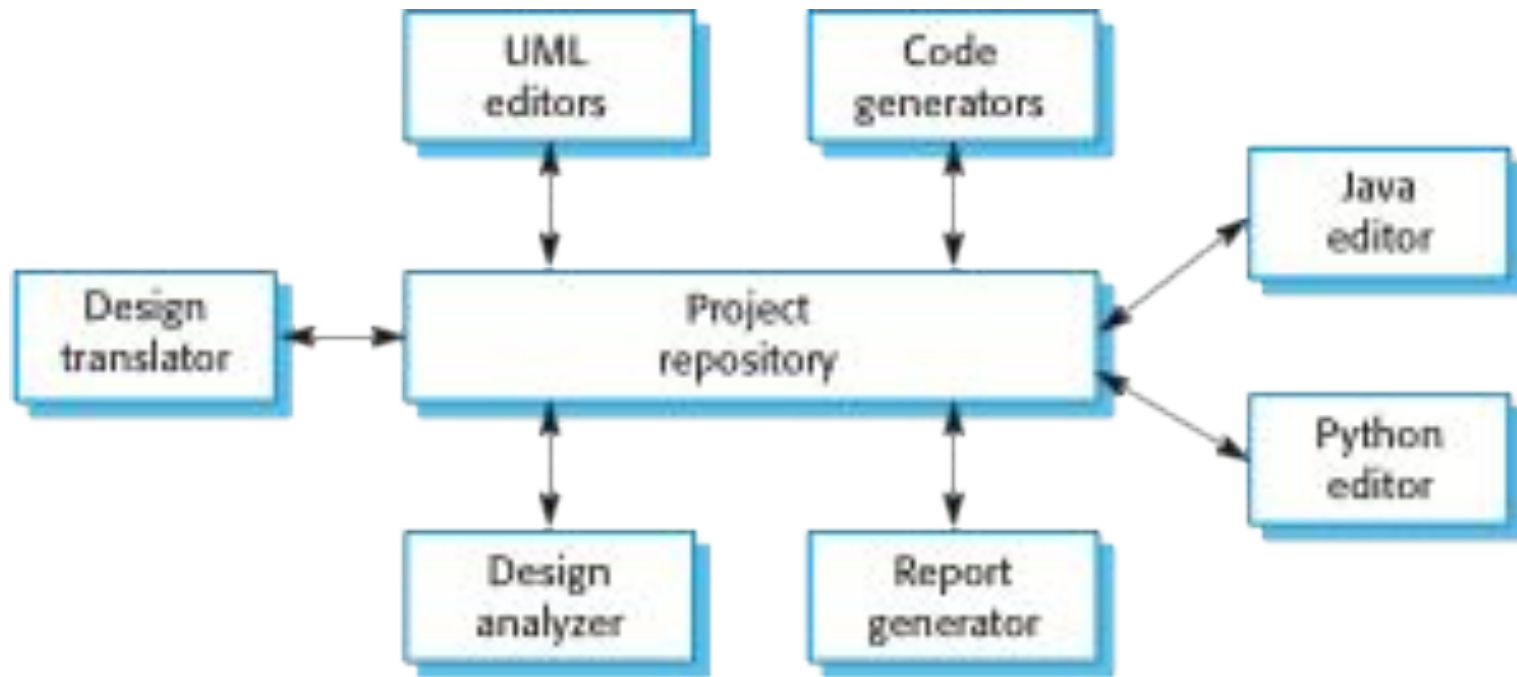 UML
editors
Code
generators
Java
editor
Design
translator
Project
repository
Python
editor
Design
analyzer
Report
generator